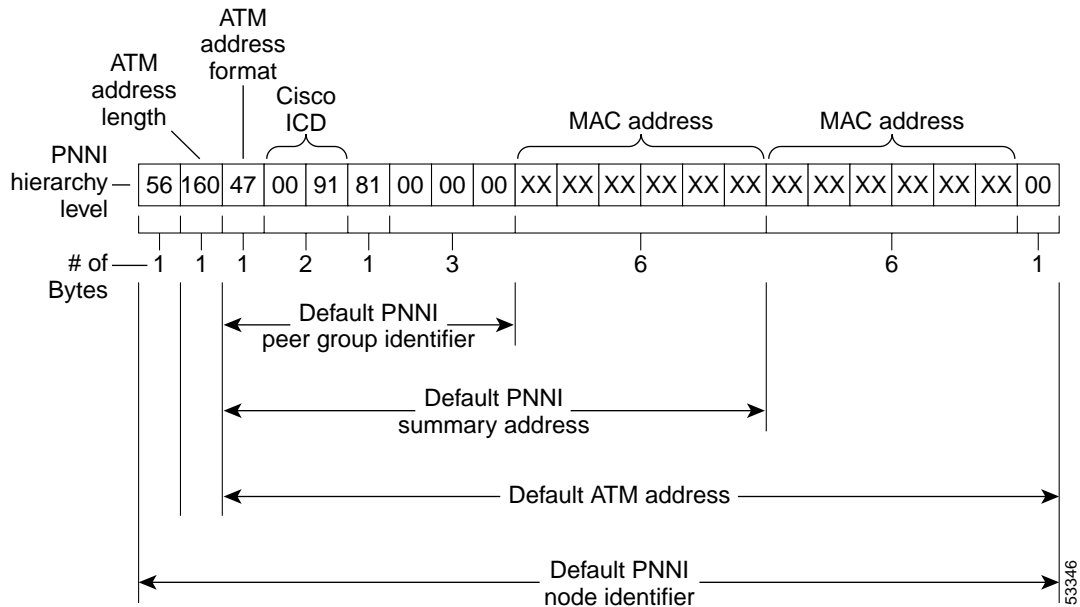 ATM
address
format
ATM
address
length
Cisco
ICD
MAC address
MAC address
PNNI
hierarchy
level
56 160 47 00 91 81 00 00 00 XX XX XX XX XX XX XX XX XX XX XX XX 00
# of
Bytes
1 1 1 2 1 3 6 6 1
Default PNNI
peer group identifier
Default PNNI
summary address
Default ATM address
Default PNNI
node identifier
53346